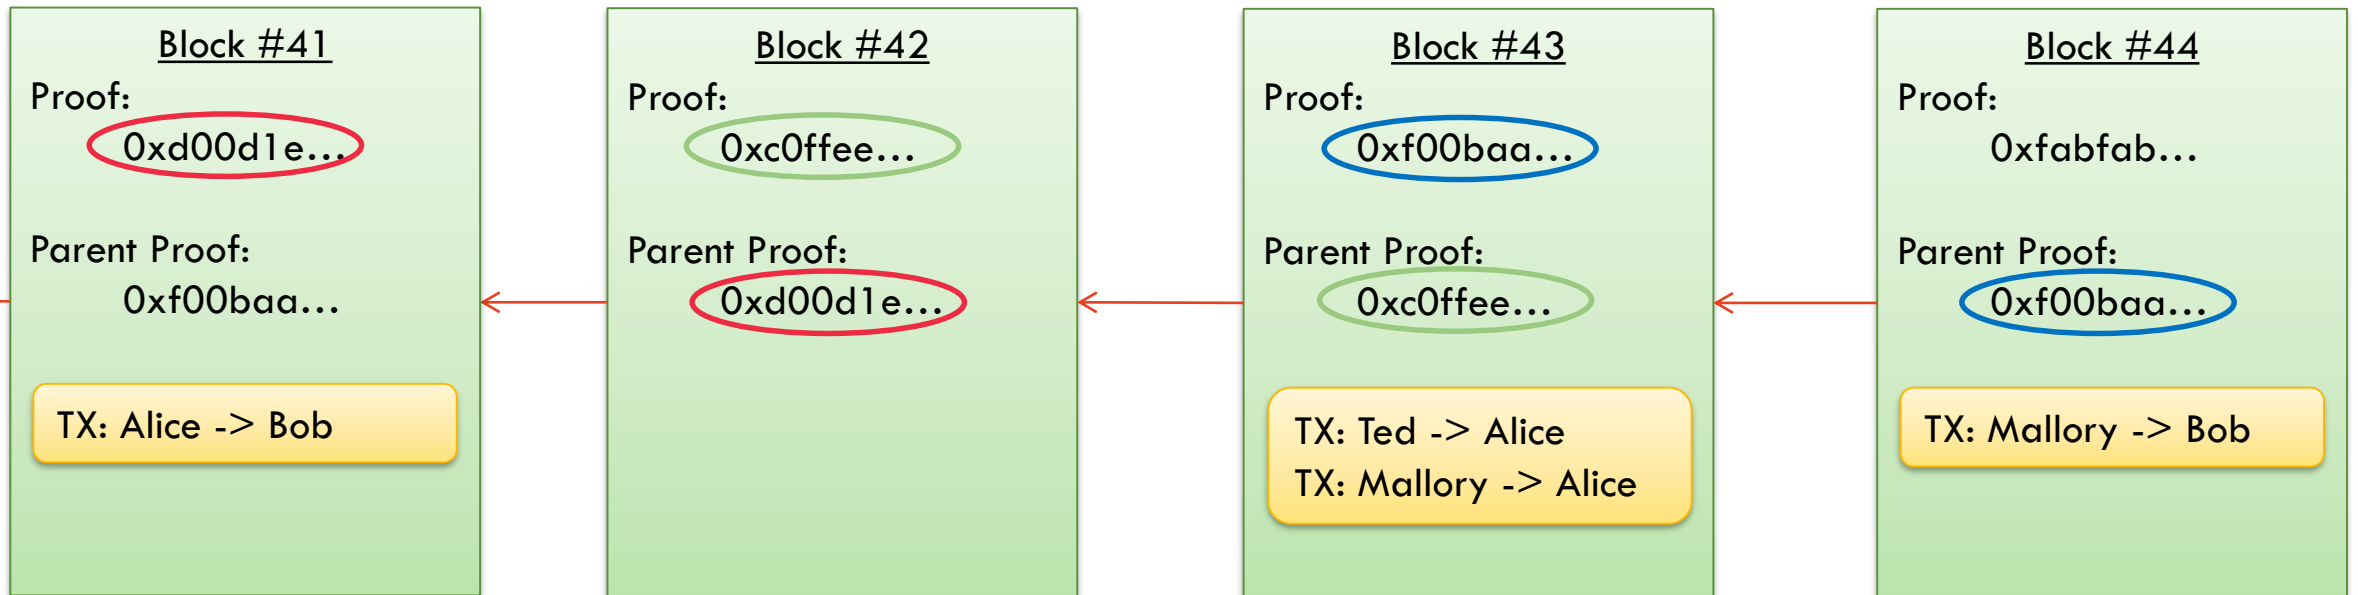 Block #41
Proof:
0xd00d1e...
Parent Proof:
0xf00baa...
TX: Alice -> Bob
Block #42
Proof:
0xc0ffee...
Parent Proof:
0xd00d1e...
Block #43
Proof:
0xf00baa...
Parent Proof:
0xc0ffee...
TX: Ted -> Alice
TX: Mallory -> Alice
Block #44
Proof:
0xfabfab...
Parent Proof:
0xf00baa...
TX: Mallory -> Bob